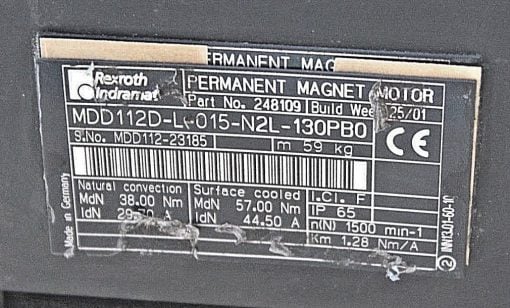 PERMANENT MAG
Rexroth
Indramat
PERMANENT MAGNET MOTOR
Part No. 248109 Build Week 25/01
MDD112D-L-015-N2L-130PB0
S.No. MDD112-23185 m 59 kg
CE
Made in Germany
Natural convection
MdN 38.00 Nm
IdN A
Surface cooled
MdN 57.00 Nm
IdN 44.50 A
I.Cl. F
IP 65
n(N) 1500 min-1
Km 1.28 Nm/A